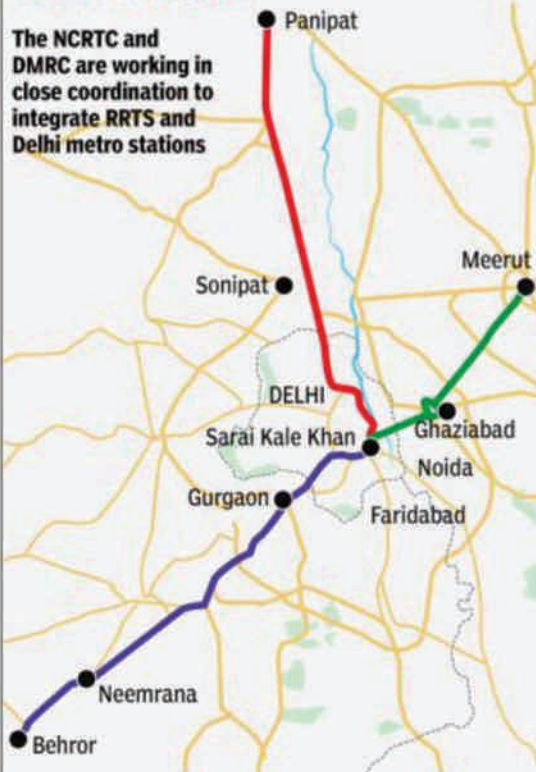 Panipat
The NCRTC and
DMRC are working in
close coordination to
integrate RRTS and
Delhi metro stations
Meerut
Sonipat
DELHI
Ghaziabad
Sarai Kale Khan
Noida
Gurgaon
Faridabad
Neemrana
Behror